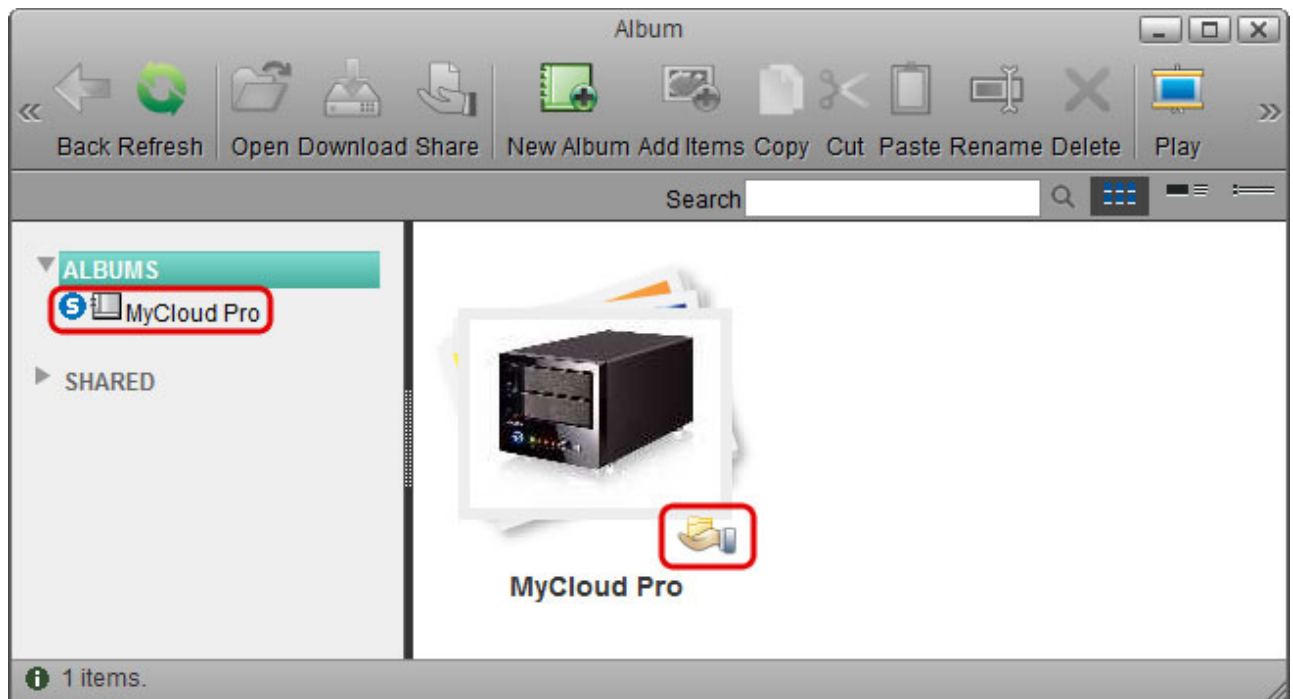 Album
Back Refresh Open Download Share New Album Add Items Copy Cut Paste Rename Delete Play
Search
ALBUMS
S MyCloud Pro
SHARED
MyCloud Pro
1 items.